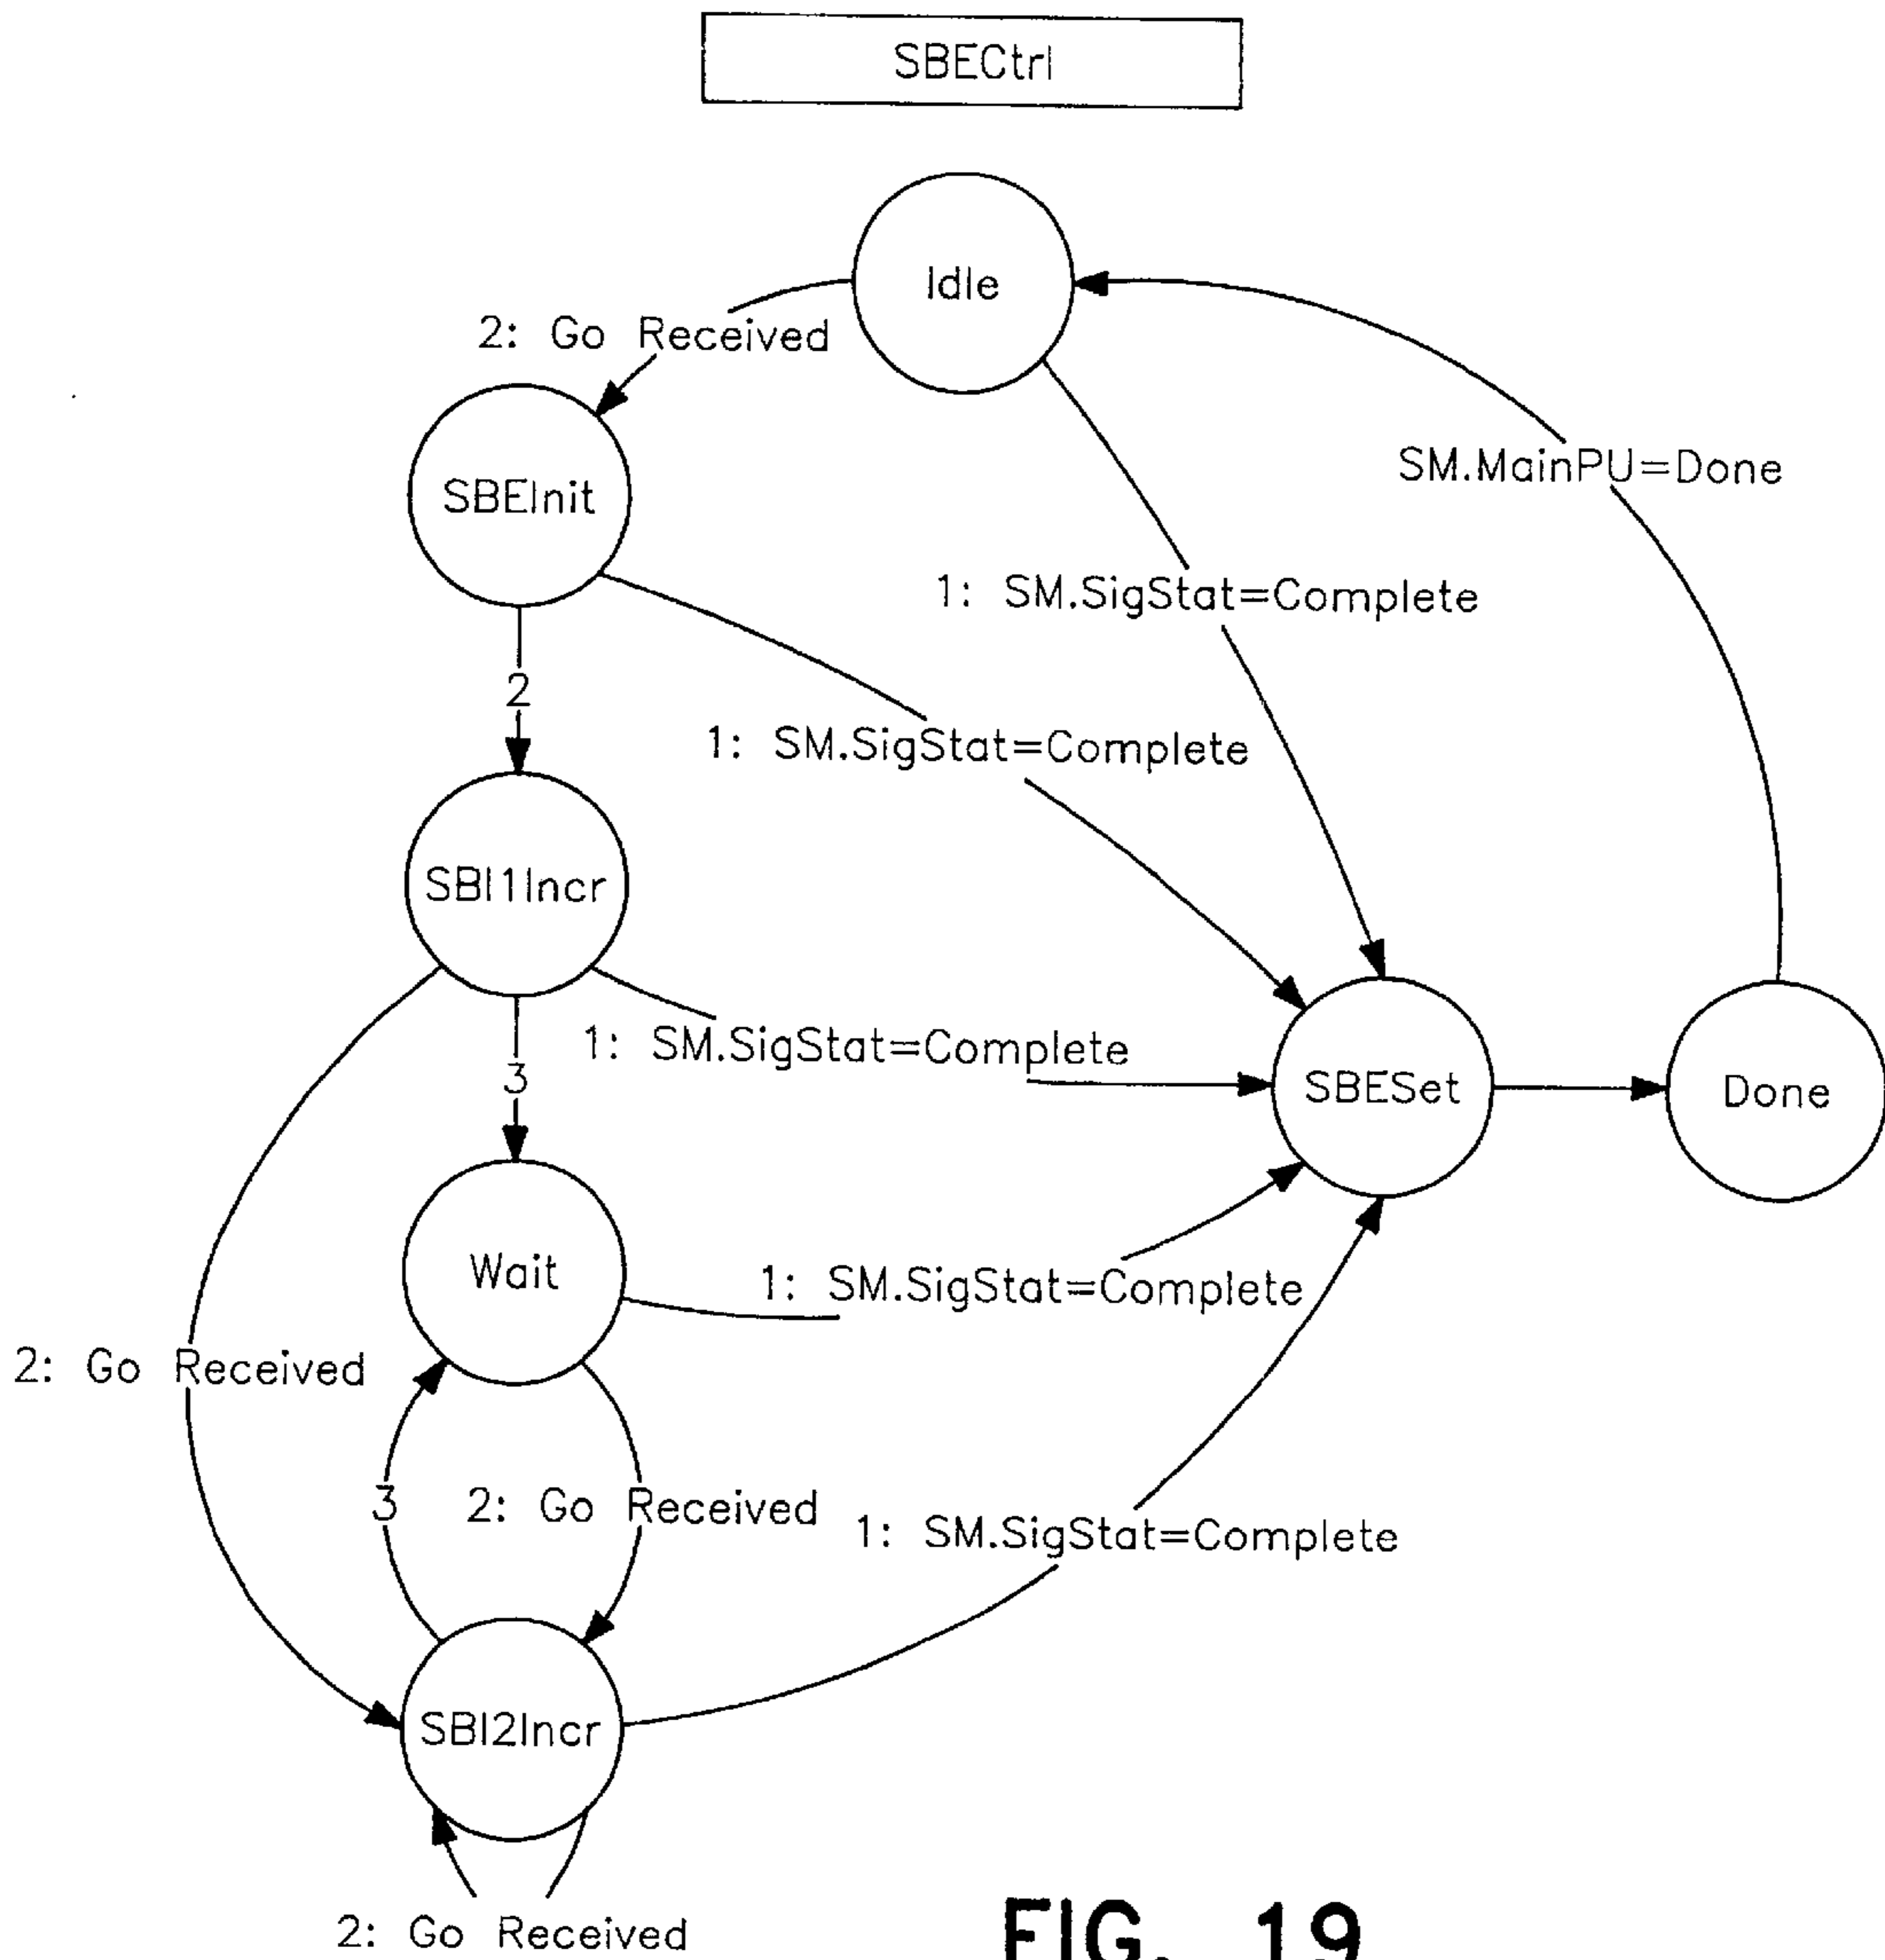 SBECtrl
Idle
2: Go Received
SM.MainPU=Done
SBEInit
1: SM.SigStat=Complete
2
1: SM.SigStat=Complete
SBI1Incr
1: SM.SigStat=Complete
3
SBESet
Done
Wait
1: SM.SigStat=Complete
2: Go Received
3
2: Go Received
1: SM.SigStat=Complete
SBI2Incr
2: Go Received
FIG. 19